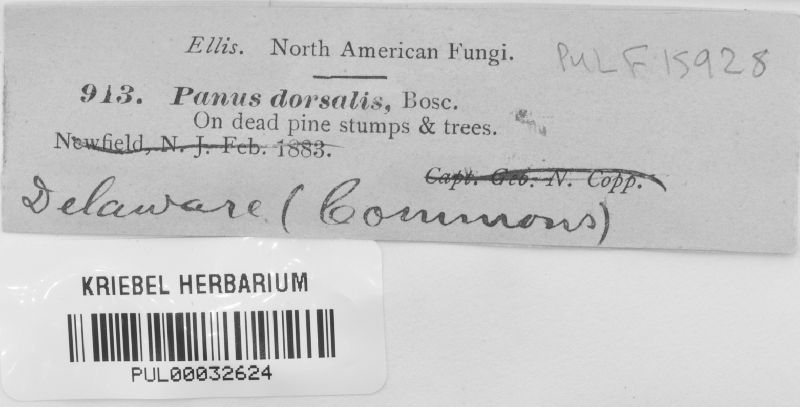 Ellis. North American Fungi.
PUL F 15928
913. Panus dorsalis, Bosc.
On dead pine stumps & trees.
Newfield, N. J. Feb. 1883.
Capt. Geo. N. Copp.
Delaware (Commons)
KRIEBEL HERBARIUM
PUL00032624